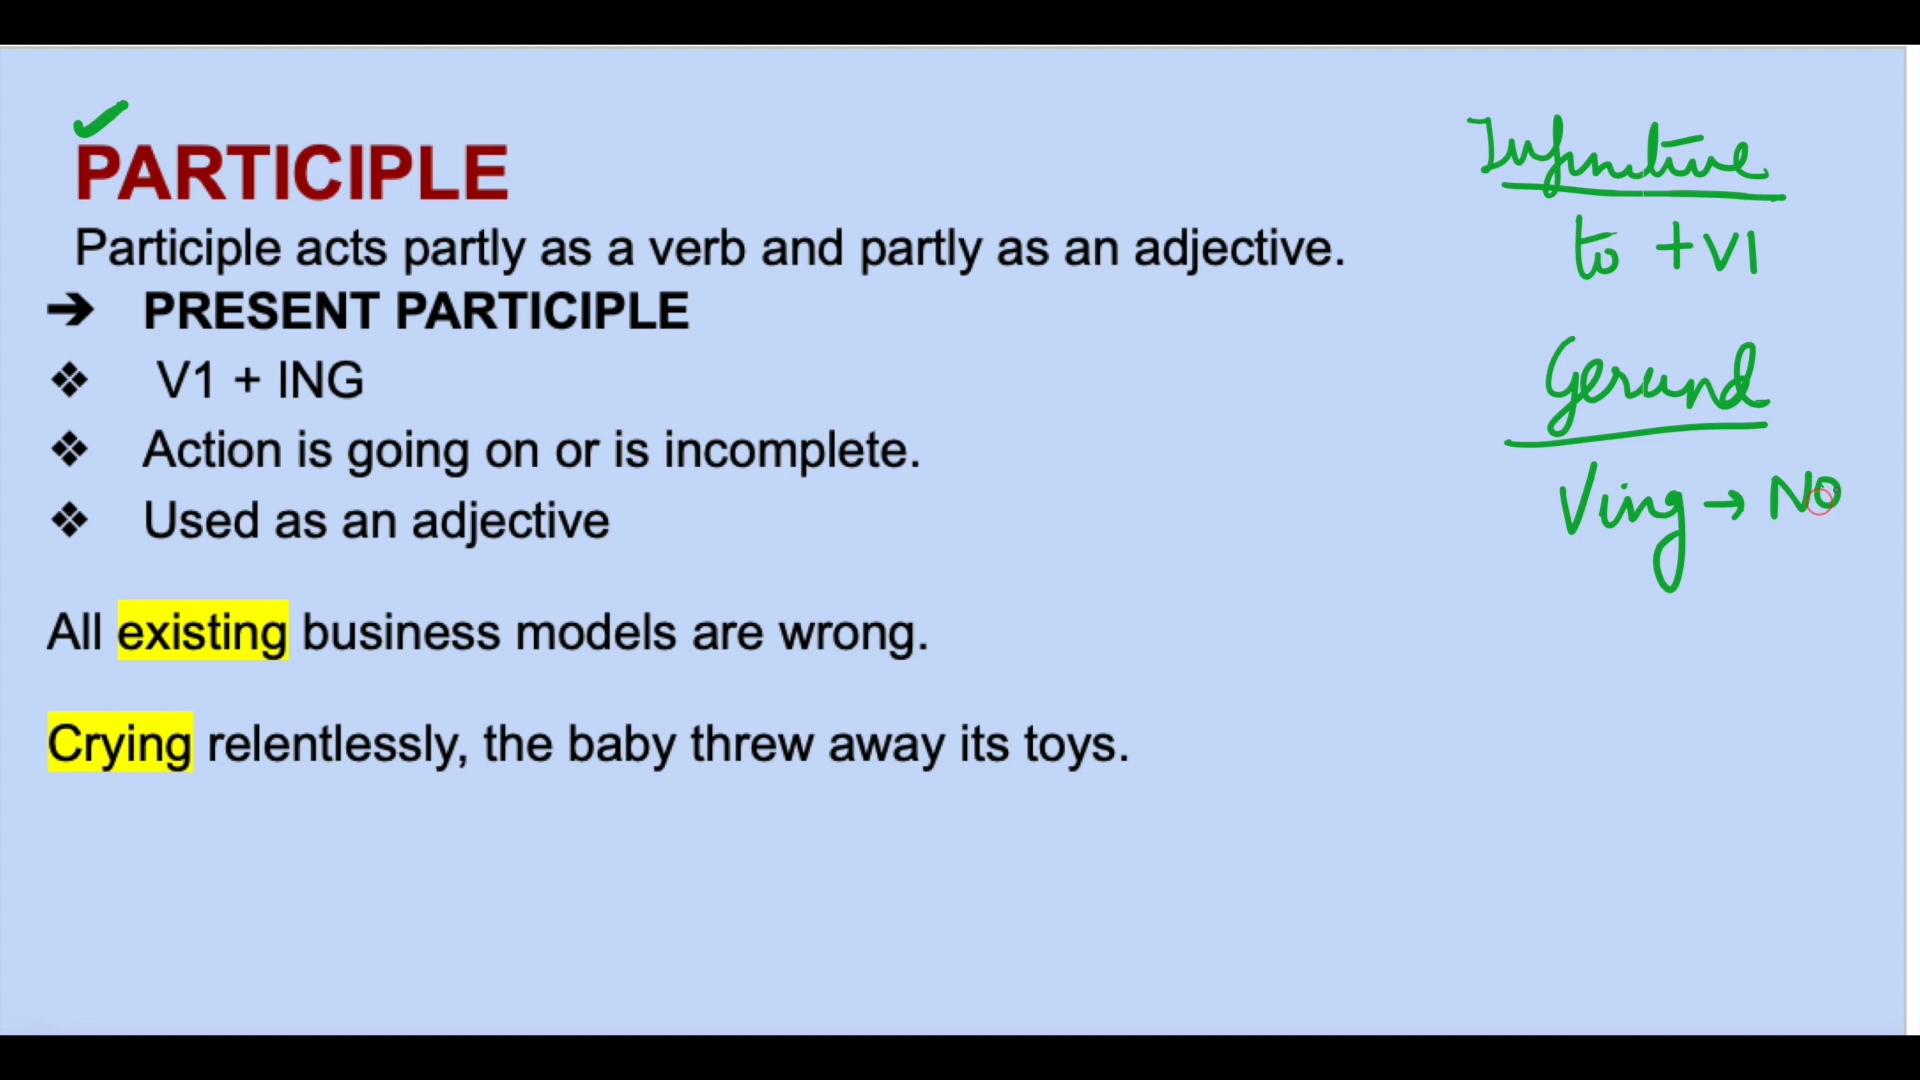 PARTICIPLE
Participle acts partly as a verb and partly as an adjective.
➔ PRESENT PARTICIPLE
❖ V1 + ING
❖ Action is going on or is incomplete.
❖ Used as an adjective
All existing business models are wrong.
Crying relentlessly, the baby threw away its toys.
Infinitive
to + V1
Gerund
Ving → NO